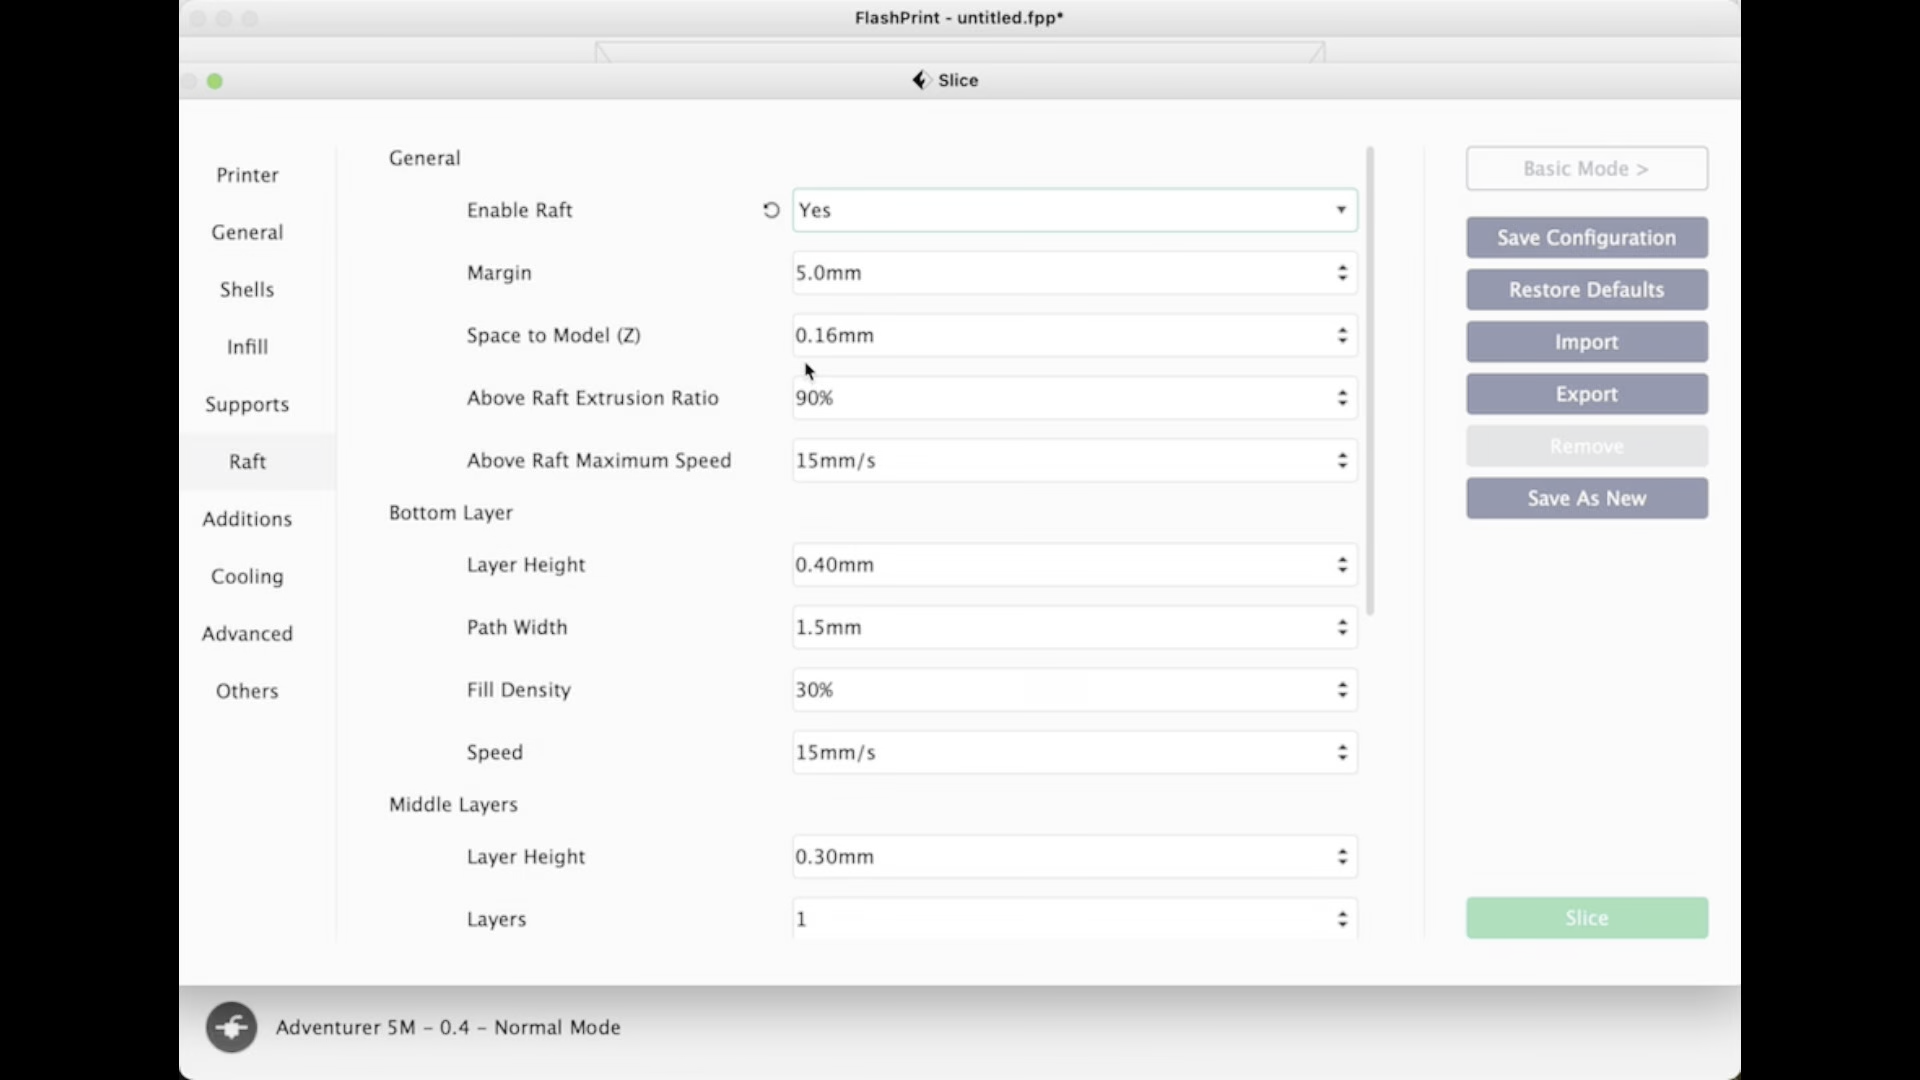 FlashPrint - untitled.fpp*
Slice
Printer
General
Shells
Infill
Supports
Raft
Additions
Cooling
Advanced
Others
General
Enable Raft Yes
Margin 5.0mm
Space to Model (Z) 0.16mm
Above Raft Extrusion Ratio 90%
Above Raft Maximum Speed 15mm/s
Bottom Layer
Layer Height 0.40mm
Path Width 1.5mm
Fill Density 30%
Speed 15mm/s
Middle Layers
Layer Height 0.30mm
Layers 1
Basic Mode >
Save Configuration
Restore Defaults
Import
Export
Remove
Save As New
Slice
Adventurer 5M – 0.4 – Normal Mode